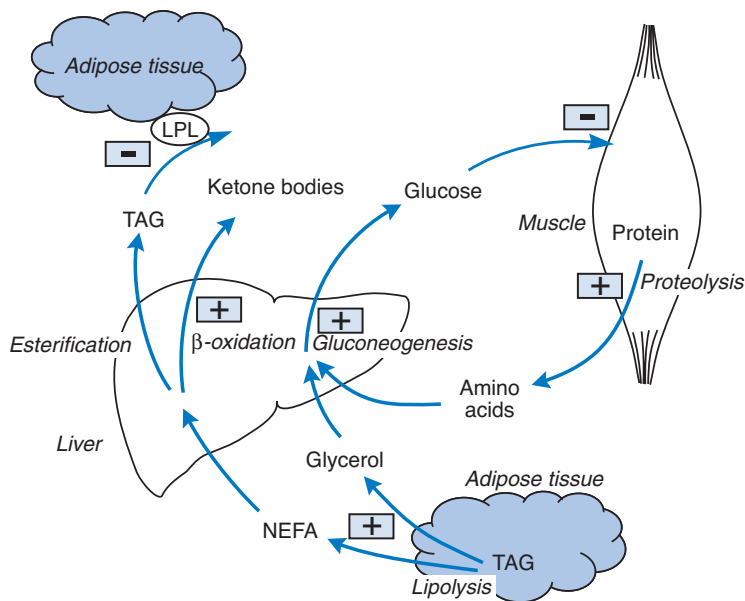 Adipose tissue
LPL
-
-
Ketone bodies
Glucose
TAG
Muscle
Protein
+
Proteolysis
+
+
Esterification
β-oxidation
Gluconeogenesis
Amino
acids
Liver
Glycerol
Adipose tissue
NEFA
+
TAG
Lipolysis